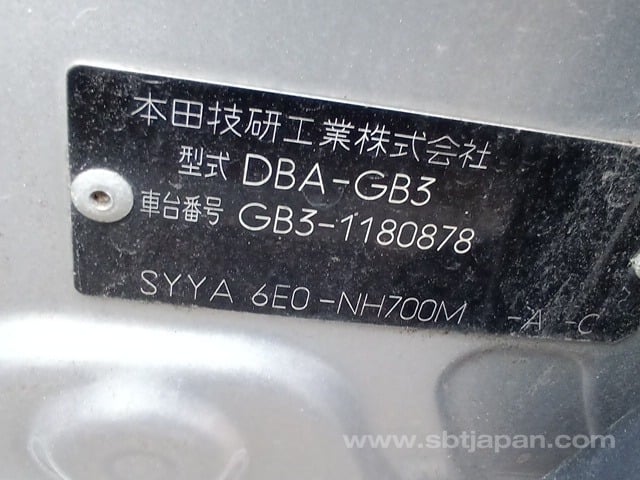 本田技研工業株式会社
型式 DBA-GB3
車台番号 GB3-1180878
SYYA 6E0 -NH700M -A -C
www.sbtjapan.com